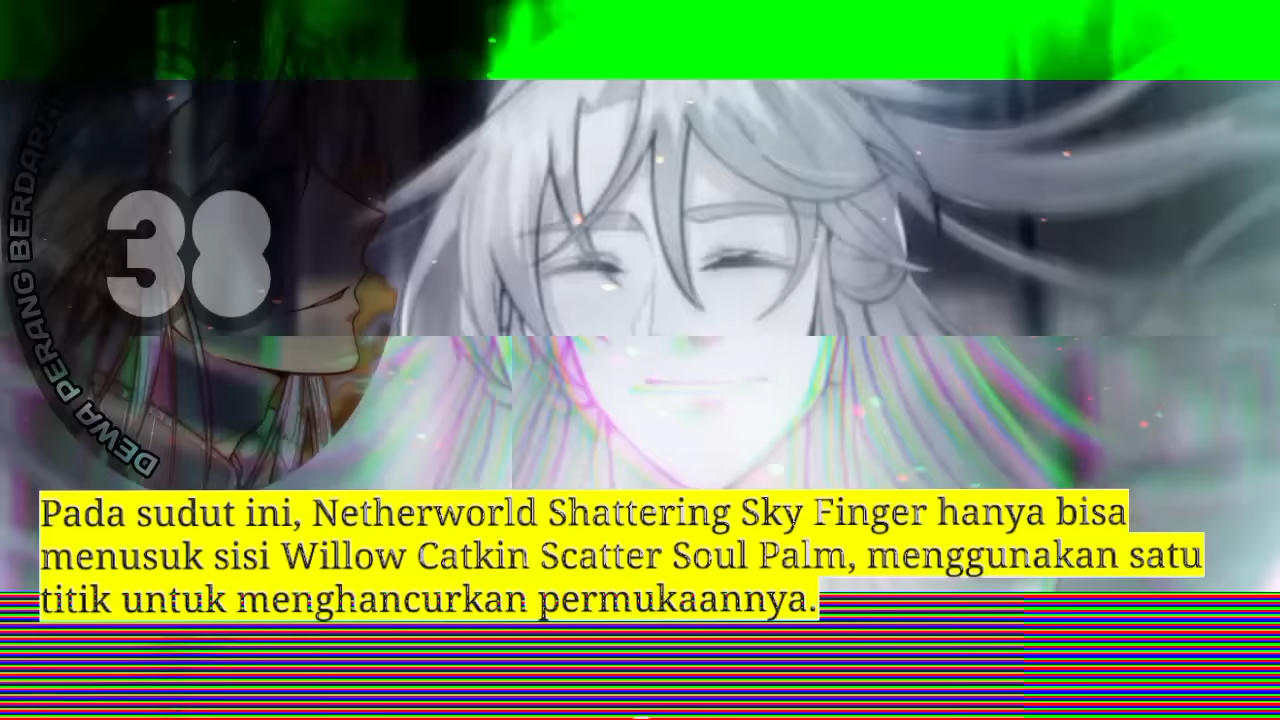 DEWA PERANG BERDARAH
38
Pada sudut ini, Netherworld Shattering Sky Finger hanya bisa
menusuk sisi Willow Catkin Scatter Soul Palm, menggunakan satu
titik untuk menghancurkan permukaannya.